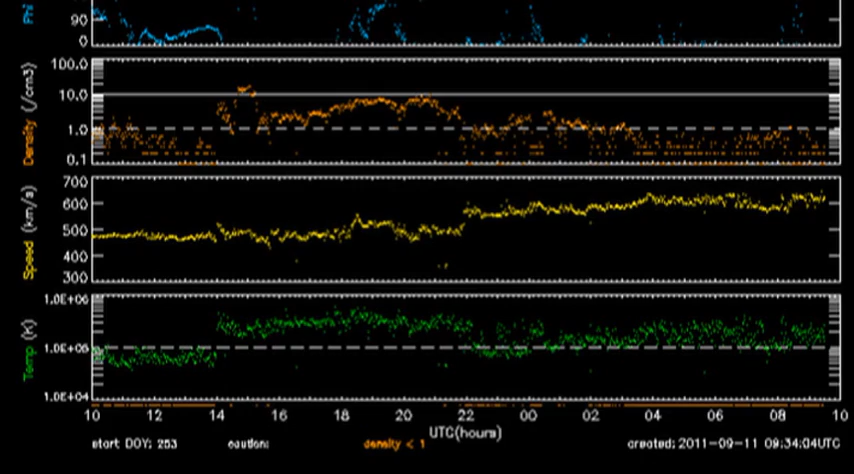 Phi
90
0
Density (/cm3)
100.0
10.0
1.0
0.1
Speed (km/s)
700
600
500
400
300
Temp (K)
1.0E+06
1.0E+05
1.0E+04
10 12 14 16 18 20 22 00 02 04 06 08 10
UTC(hours)
start DOY: 253 caution: density < 1 created: 2011-09-11 09:34:04UTC